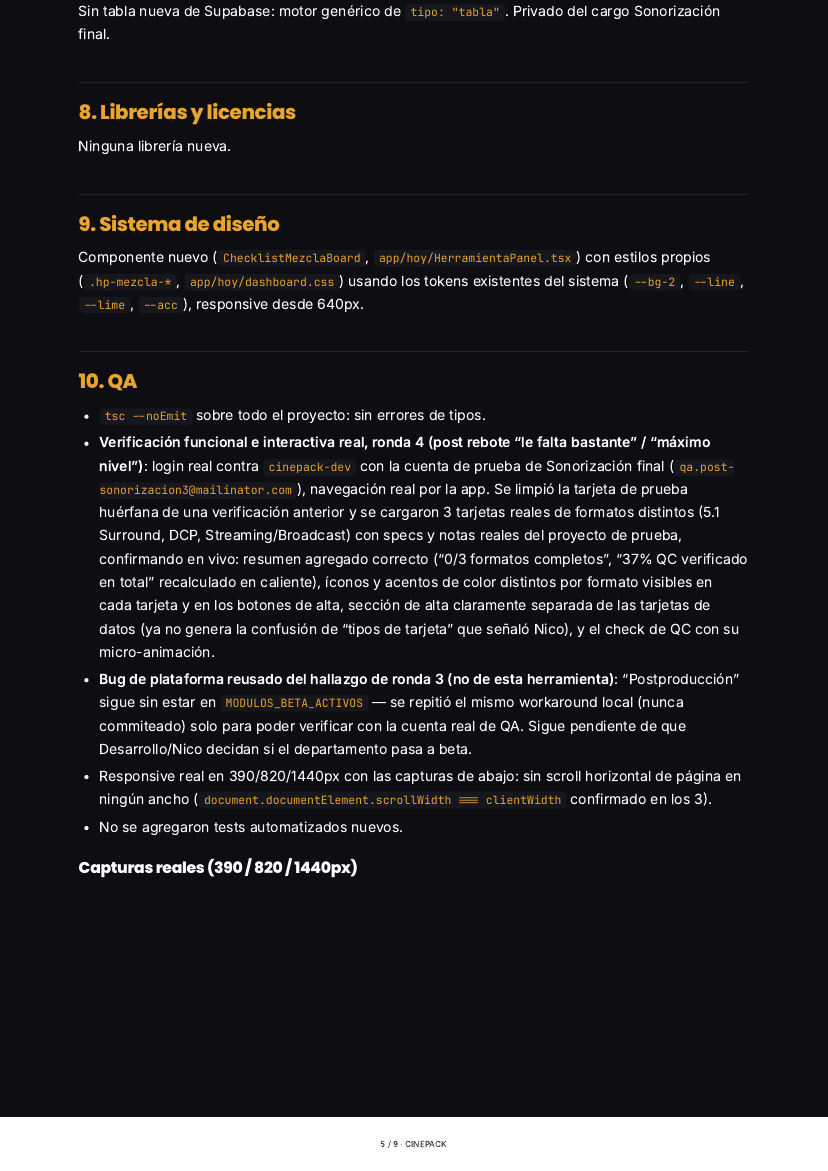 Sin tabla nueva de Supabase: motor genérico de tipo: "tabla" . Privado del cargo Sonorización
final.
8. Librerías y licencias
Ninguna librería nueva.
9. Sistema de diseño
Componente nuevo ( ChecklistMezclaBoard , app/hoy/HerramientaPanel.tsx ) con estilos propios
( .hp-mezcla-* , app/hoy/dashboard.css ) usando los tokens existentes del sistema ( --bg-2 , --line ,
--lime , --acc ), responsive desde 640px.
10. QA
• tsc --noEmit sobre todo el proyecto: sin errores de tipos.
• Verificación funcional e interactiva real, ronda 4 (post rebote “le falta bastante” / “máximo
nivel”): login real contra cinepack-dev con la cuenta de prueba de Sonorización final ( qa.post-
sonorizacion3@mailinator.com ), navegación real por la app. Se limpió la tarjeta de prueba
huérfana de una verificación anterior y se cargaron 3 tarjetas reales de formatos distintos (5.1
Surround, DCP, Streaming/Broadcast) con specs y notas reales del proyecto de prueba,
confirmando en vivo: resumen agregado correcto (“0/3 formatos completos”, “37% QC verificado
en total” recalculado en caliente), íconos y acentos de color distintos por formato visibles en
cada tarjeta y en los botones de alta, sección de alta claramente separada de las tarjetas de
datos (ya no genera la confusión de “tipos de tarjeta” que señaló Nico), y el check de QC con su
micro-animación.
• Bug de plataforma reusado del hallazgo de ronda 3 (no de esta herramienta): “Postproducción”
sigue sin estar en MODULOS_BETA_ACTIVOS — se repitió el mismo workaround local (nunca
commiteado) solo para poder verificar con la cuenta real de QA. Sigue pendiente de que
Desarrollo/Nico decidan si el departamento pasa a beta.
• Responsive real en 390/820/1440px con las capturas de abajo: sin scroll horizontal de página en
ningún ancho ( document.documentElement.scrollWidth === clientWidth confirmado en los 3).
• No se agregaron tests automatizados nuevos.
Capturas reales (390 / 820 / 1440px)
5 / 9 · CINEPACK